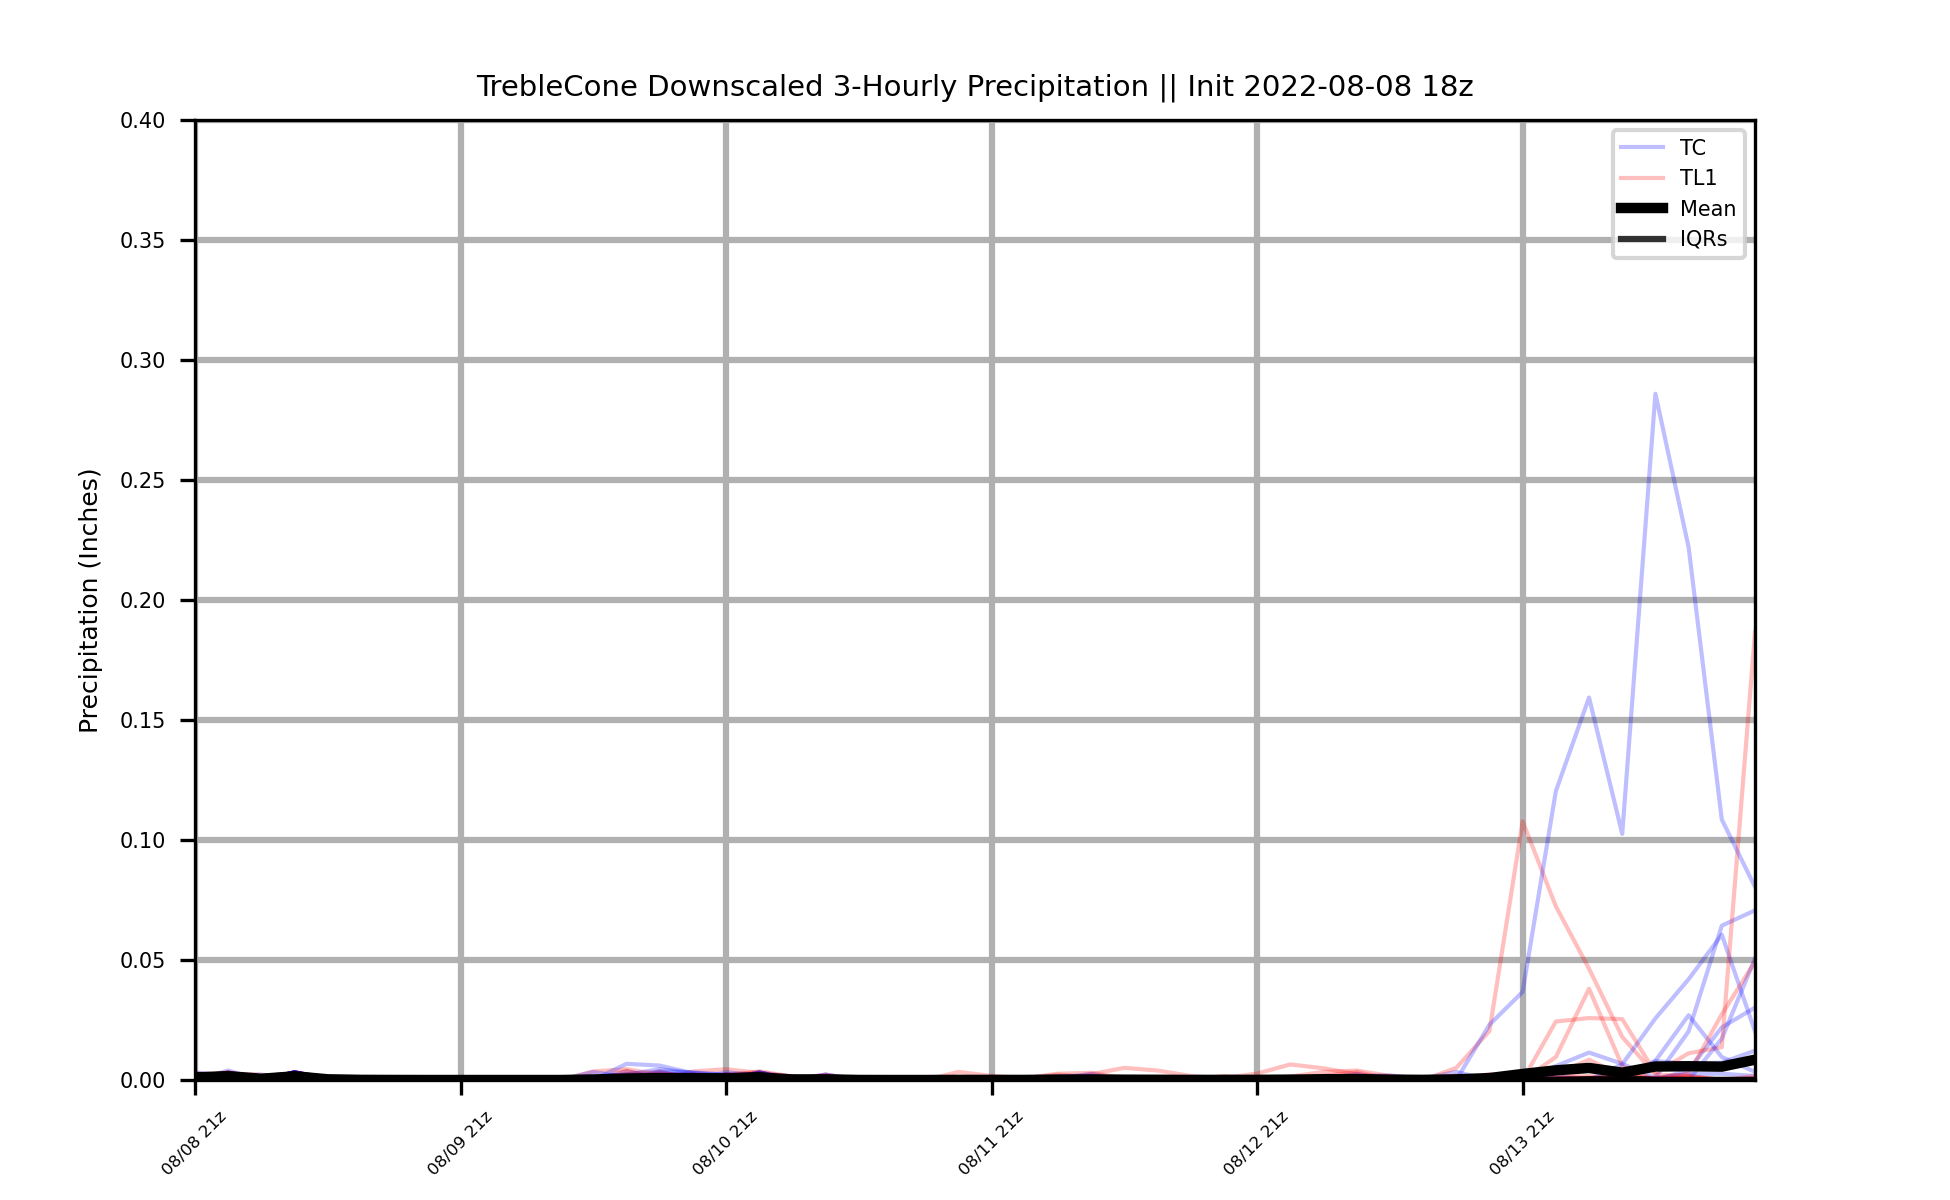 TrebleCone Downscaled 3-Hourly Precipitation || Init 2022-08-08 18z
TC
TL1
Mean
IQRs
Precipitation (Inches)
0.40
0.35
0.30
0.25
0.20
0.15
0.10
0.05
0.00
08/08 21z
08/09 21z
08/10 21z
08/11 21z
08/12 21z
08/13 21z